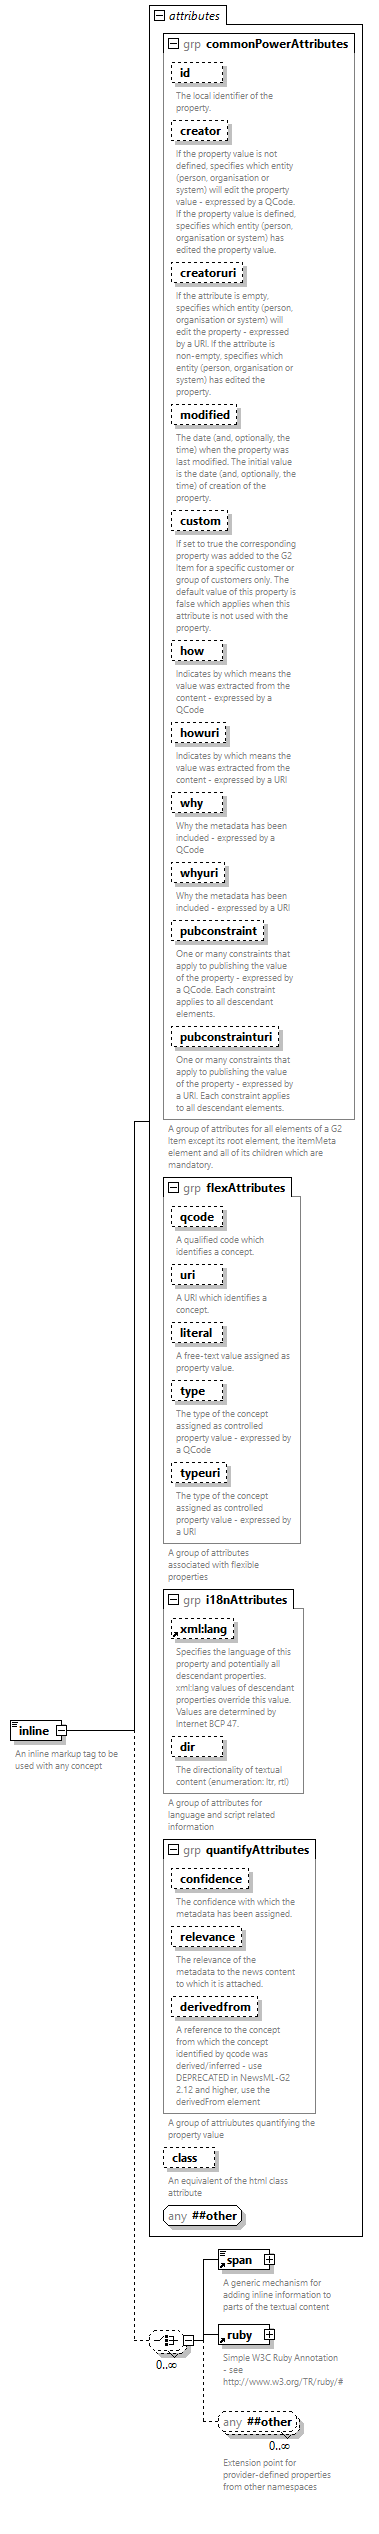 attributes
grp commonPowerAttributes
id
The local identifier of the
property.
creator
If the property value is not
defined, specifies which entity
(person, organisation or
system) will edit the property
value - expressed by a QCode.
If the property value is defined,
specifies which entity (person,
organisation or system) has
edited the property value.
creatoruri
If the attribute is empty,
specifies which entity (person,
organisation or system) will
edit the property - expressed
by a URI. If the attribute is
non-empty, specifies which
entity (person, organisation or
system) has edited the
property.
modified
The date (and, optionally, the
time) when the property was
last modified. The initial value
is the date (and, optionally, the
time) of creation of the
property.
custom
If set to true the corresponding
property was added to the G2
Item for a specific customer or
group of customers only. The
default value of this property is
false which applies when this
attribute is not used with the
property.
how
Indicates by which means the
value was extracted from the
content - expressed by a
QCode
howuri
Indicates by which means the
value was extracted from the
content - expressed by a URI
why
Why the metadata has been
included - expressed by a
QCode
whyuri
Why the metadata has been
included - expressed by a URI
pubconstraint
One or many constraints that
apply to publishing the value
of the property - expressed by
a QCode. Each constraint
applies to all descendant
elements.
pubconstrainturi
One or many constraints that
apply to publishing the value
of the property - expressed by
a URI. Each constraint applies
to all descendant elements.
A group of attributes for all elements of a G2
Item except its root element, the itemMeta
element and all of its children which are
mandatory.
grp flexAttributes
qcode
A qualified code which
identifies a concept.
uri
A URI which identifies a
concept.
literal
A free-text value assigned as
property value.
type
The type of the concept
assigned as controlled
property value - expressed by
a QCode
typeuri
The type of the concept
assigned as controlled
property value - expressed by
a URI
A group of attributes
associated with flexible
properties
grp i18nAttributes
xml:lang
Specifies the language of this
property and potentially all
descendant properties.
xml:lang values of descendant
properties override this value.
Values are determined by
Internet BCP 47.
dir
The directionality of textual
content (enumeration: ltr, rtl)
A group of attributes for
language and script related
information
inline
An inline markup tag to be
used with any concept
grp quantifyAttributes
confidence
The confidence with which the
metadata has been assigned.
relevance
The relevance of the
metadata to the news content
to which it is attached.
derivedfrom
A reference to the concept
from which the concept
identified by qcode was
derived/inferred - use
DEPRECATED in NewsML-G2
2.12 and higher, use the
derivedFrom element
A group of attriubutes quantifying the
property value
class
An equivalent of the html class
attribute
any ##other
0..∞
span
A generic mechanism for
adding inline information to
parts of the textual content
ruby
Simple W3C Ruby Annotation
- see
http://www.w3.org/TR/ruby/#
any ##other
0..∞
Extension point for
provider-defined properties
from other namespaces